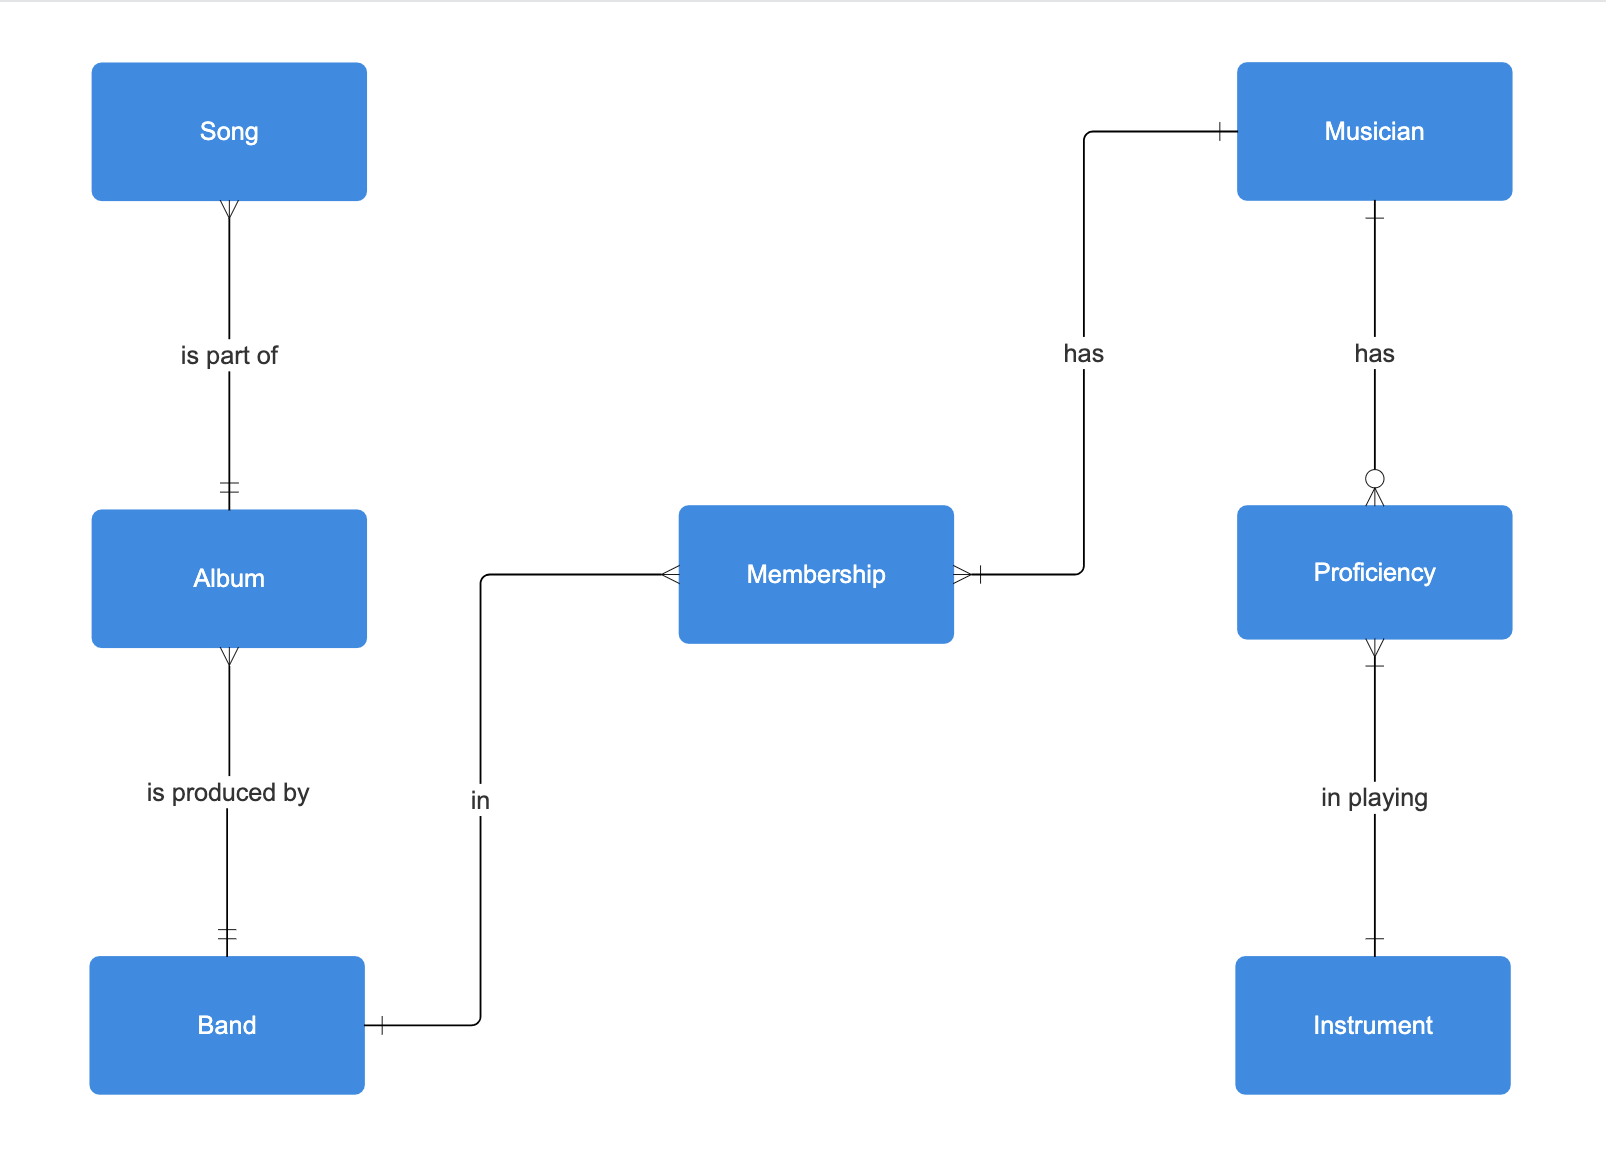 Song
Musician
is part of
has
has
Album
Membership
Proficiency
is produced by
in
in playing
Band
Instrument